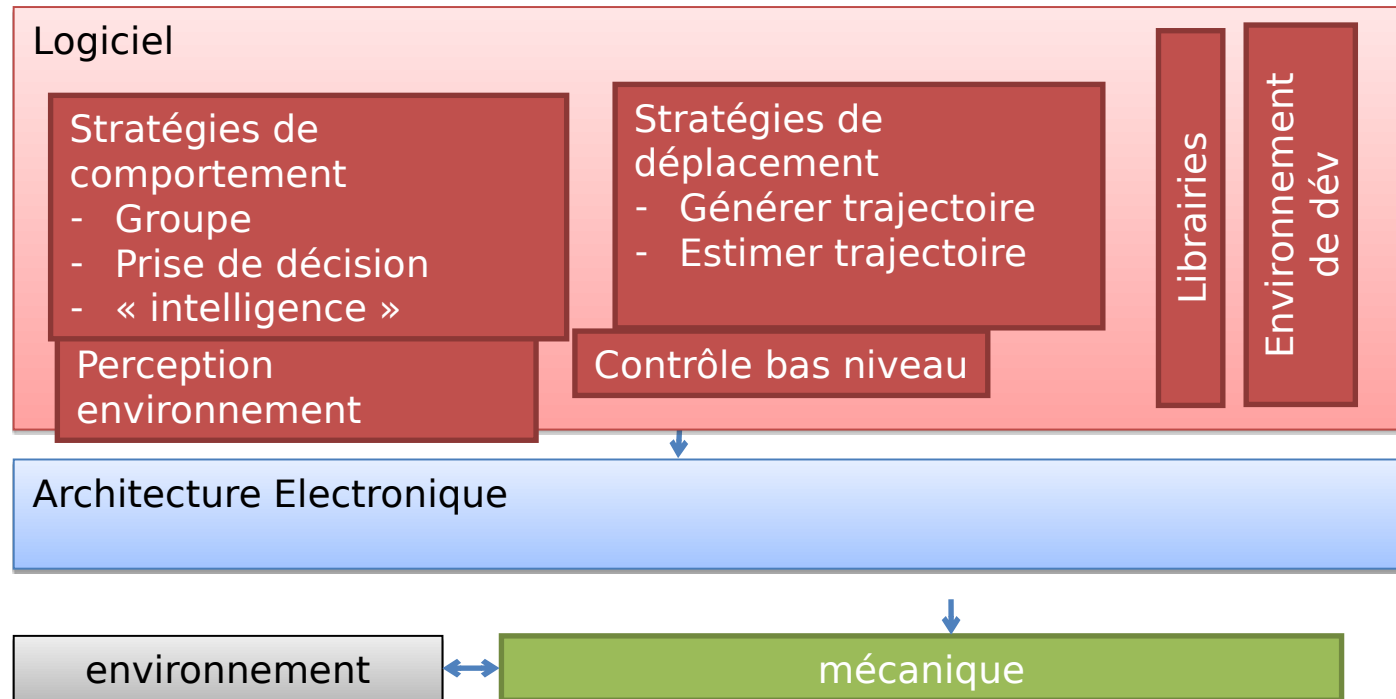 Logiciel
Stratégies de
comportement
- Groupe
- Prise de décision
- « intelligence »
Perception
environnement
Stratégies de
déplacement
- Générer trajectoire
- Estimer trajectoire
Contrôle bas niveau
Librairies
Environnement
de dév
Architecture Electronique
environnement
mécanique